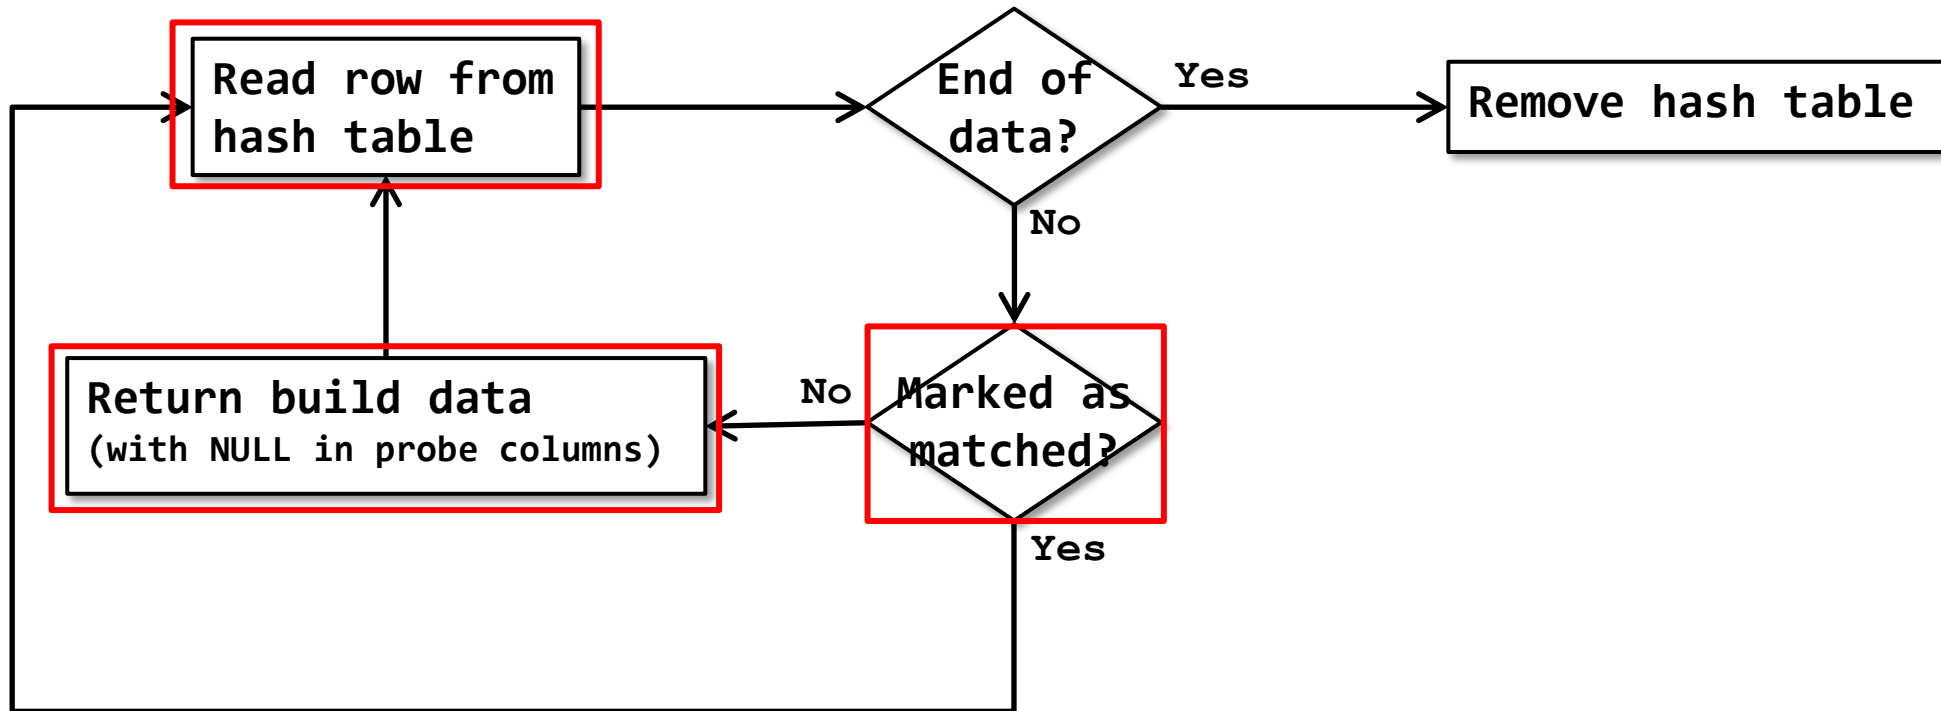 Read row from
hash table
End of
data?
Yes
Remove hash table
No
Marked as
matched?
No
Return build data
(with NULL in probe columns)
Yes